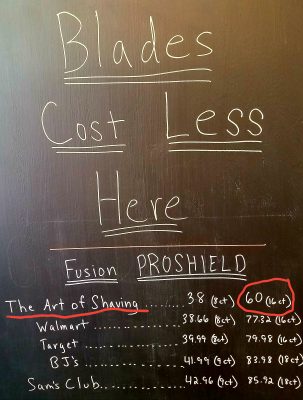 Blades
Cost Less
Here
Fusion PROSHIELD
The Art of Shaving ........ 38 (8ct) 60 (16ct)
Walmart .................. 38.66 (8ct) 77.32 (16ct)
Target .................... 39.99 (8ct) 79.98 (16ct)
BJ's .................. 41.99 (9ct) 83.98 (18ct)
Sam's Club .......... 42.96 (9ct) 85.92 (18ct)